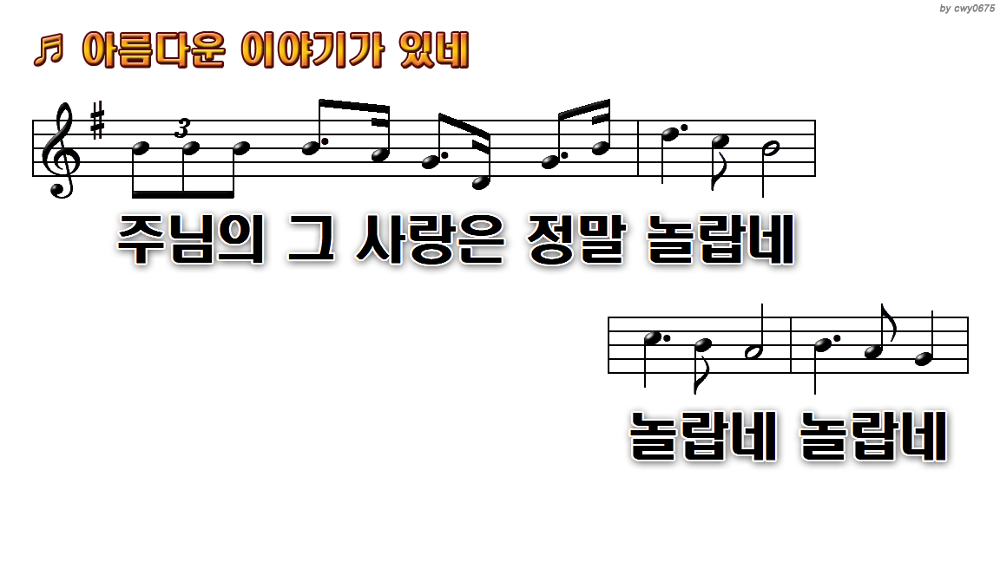 by cwy0675
♬ 아름다운 이야기가 있네
3
주님의 그 사랑은 정말 놀랍네
놀랍네 놀랍네